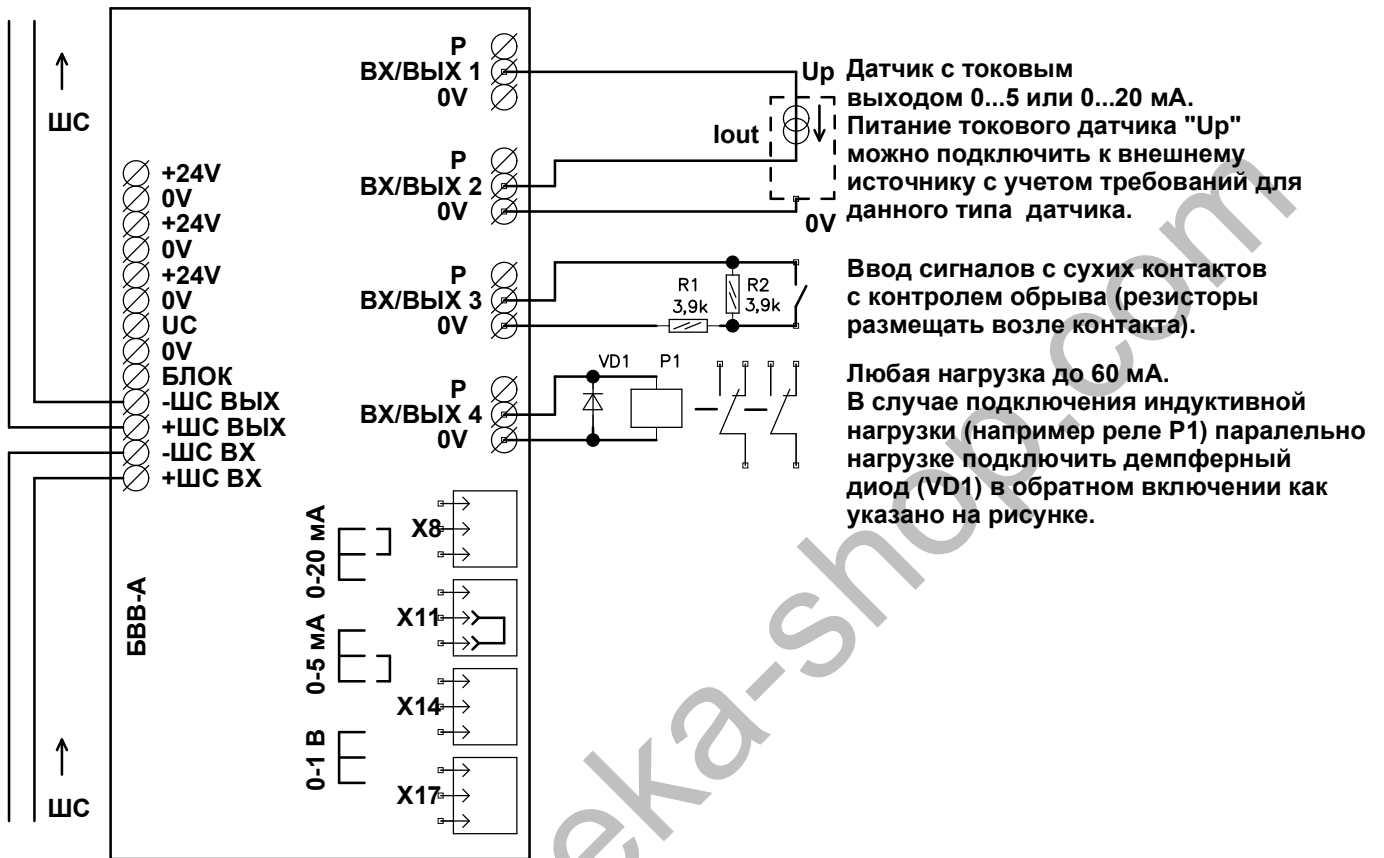 ШС
+24V
0V
+24V
0V
+24V
0V
UC
0V
БЛОК
-ШС ВЫХ
+ШС ВЫХ
-ШС ВХ
+ШС ВХ
ШС
БВВ-А
P
ВХ/ВЫХ 1
0V
P
ВХ/ВЫХ 2
0V
P
ВХ/ВЫХ 3
0V
P
ВХ/ВЫХ 4
0V
0-20 мА
0-5 мА
0-1 В
X8
X11
X14
X17
Up
Iout
0V
R1
3,9k
R2
3,9k
VD1
P1
Датчик с токовым
выходом 0...5 или 0...20 мА.
Питание токового датчика "Up"
можно подключить к внешнему
источнику с учетом требований для
данного типа датчика.
Ввод сигналов с сухих контактов
с контролем обрыва (резисторы
размещать возле контакта).
Любая нагрузка до 60 мА.
В случае подключения индуктивной
нагрузки (например реле P1) паралельно
нагрузке подключить демпферный
диод (VD1) в обратном включении как
указано на рисунке.
eka-shop.com